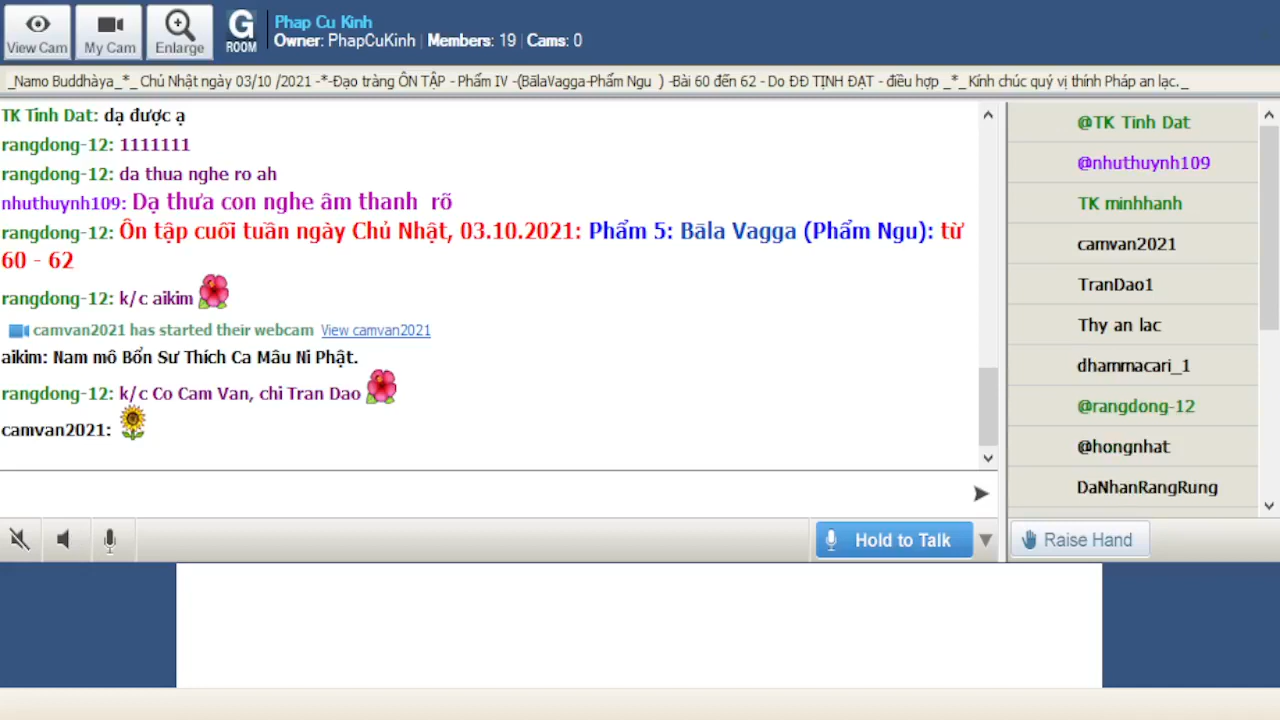 View Cam
My Cam
Enlarge
G
ROOM
Phap Cu Kinh
Owner: PhapCuKinh | Members: 19 | Cams: 0
_Namo Buddhàya_*_ Chủ Nhật ngày 03/10 /2021 -*-Đạo tràng ÔN TẬP - Phẩm IV -(BãlaVagga-Phẩm Ngu ) -Bài 60 đến 62 - Do ĐĐ TỊNH ĐẠT - điều hợp _*_ Kính chúc quý vị thính Pháp an lạc._
TK Tinh Dat: dạ được ạ
rangdong-12: 1111111
rangdong-12: da thua nghe ro ah
nhuthuynh109: Dạ thưa con nghe âm thanh rõ
rangdong-12: Ôn tập cuối tuần ngày Chủ Nhật, 03.10.2021: Phẩm 5: Bāla Vagga (Phẩm Ngu): từ
60 - 62
rangdong-12: k/c aikim
camvan2021 has started their webcam View camvan2021
aikim: Nam mô Bổn Sư Thích Ca Mâu Ni Phật.
rangdong-12: k/c Co Cam Van, chi Tran Dao
camvan2021:
@TK Tinh Dat
@nhuthuynh109
TK minhhanh
camvan2021
TranDao1
Thy an lac
dhammacari_1
@rangdong-12
@hongnhat
DaNhanRangRung
Hold to Talk
Raise Hand